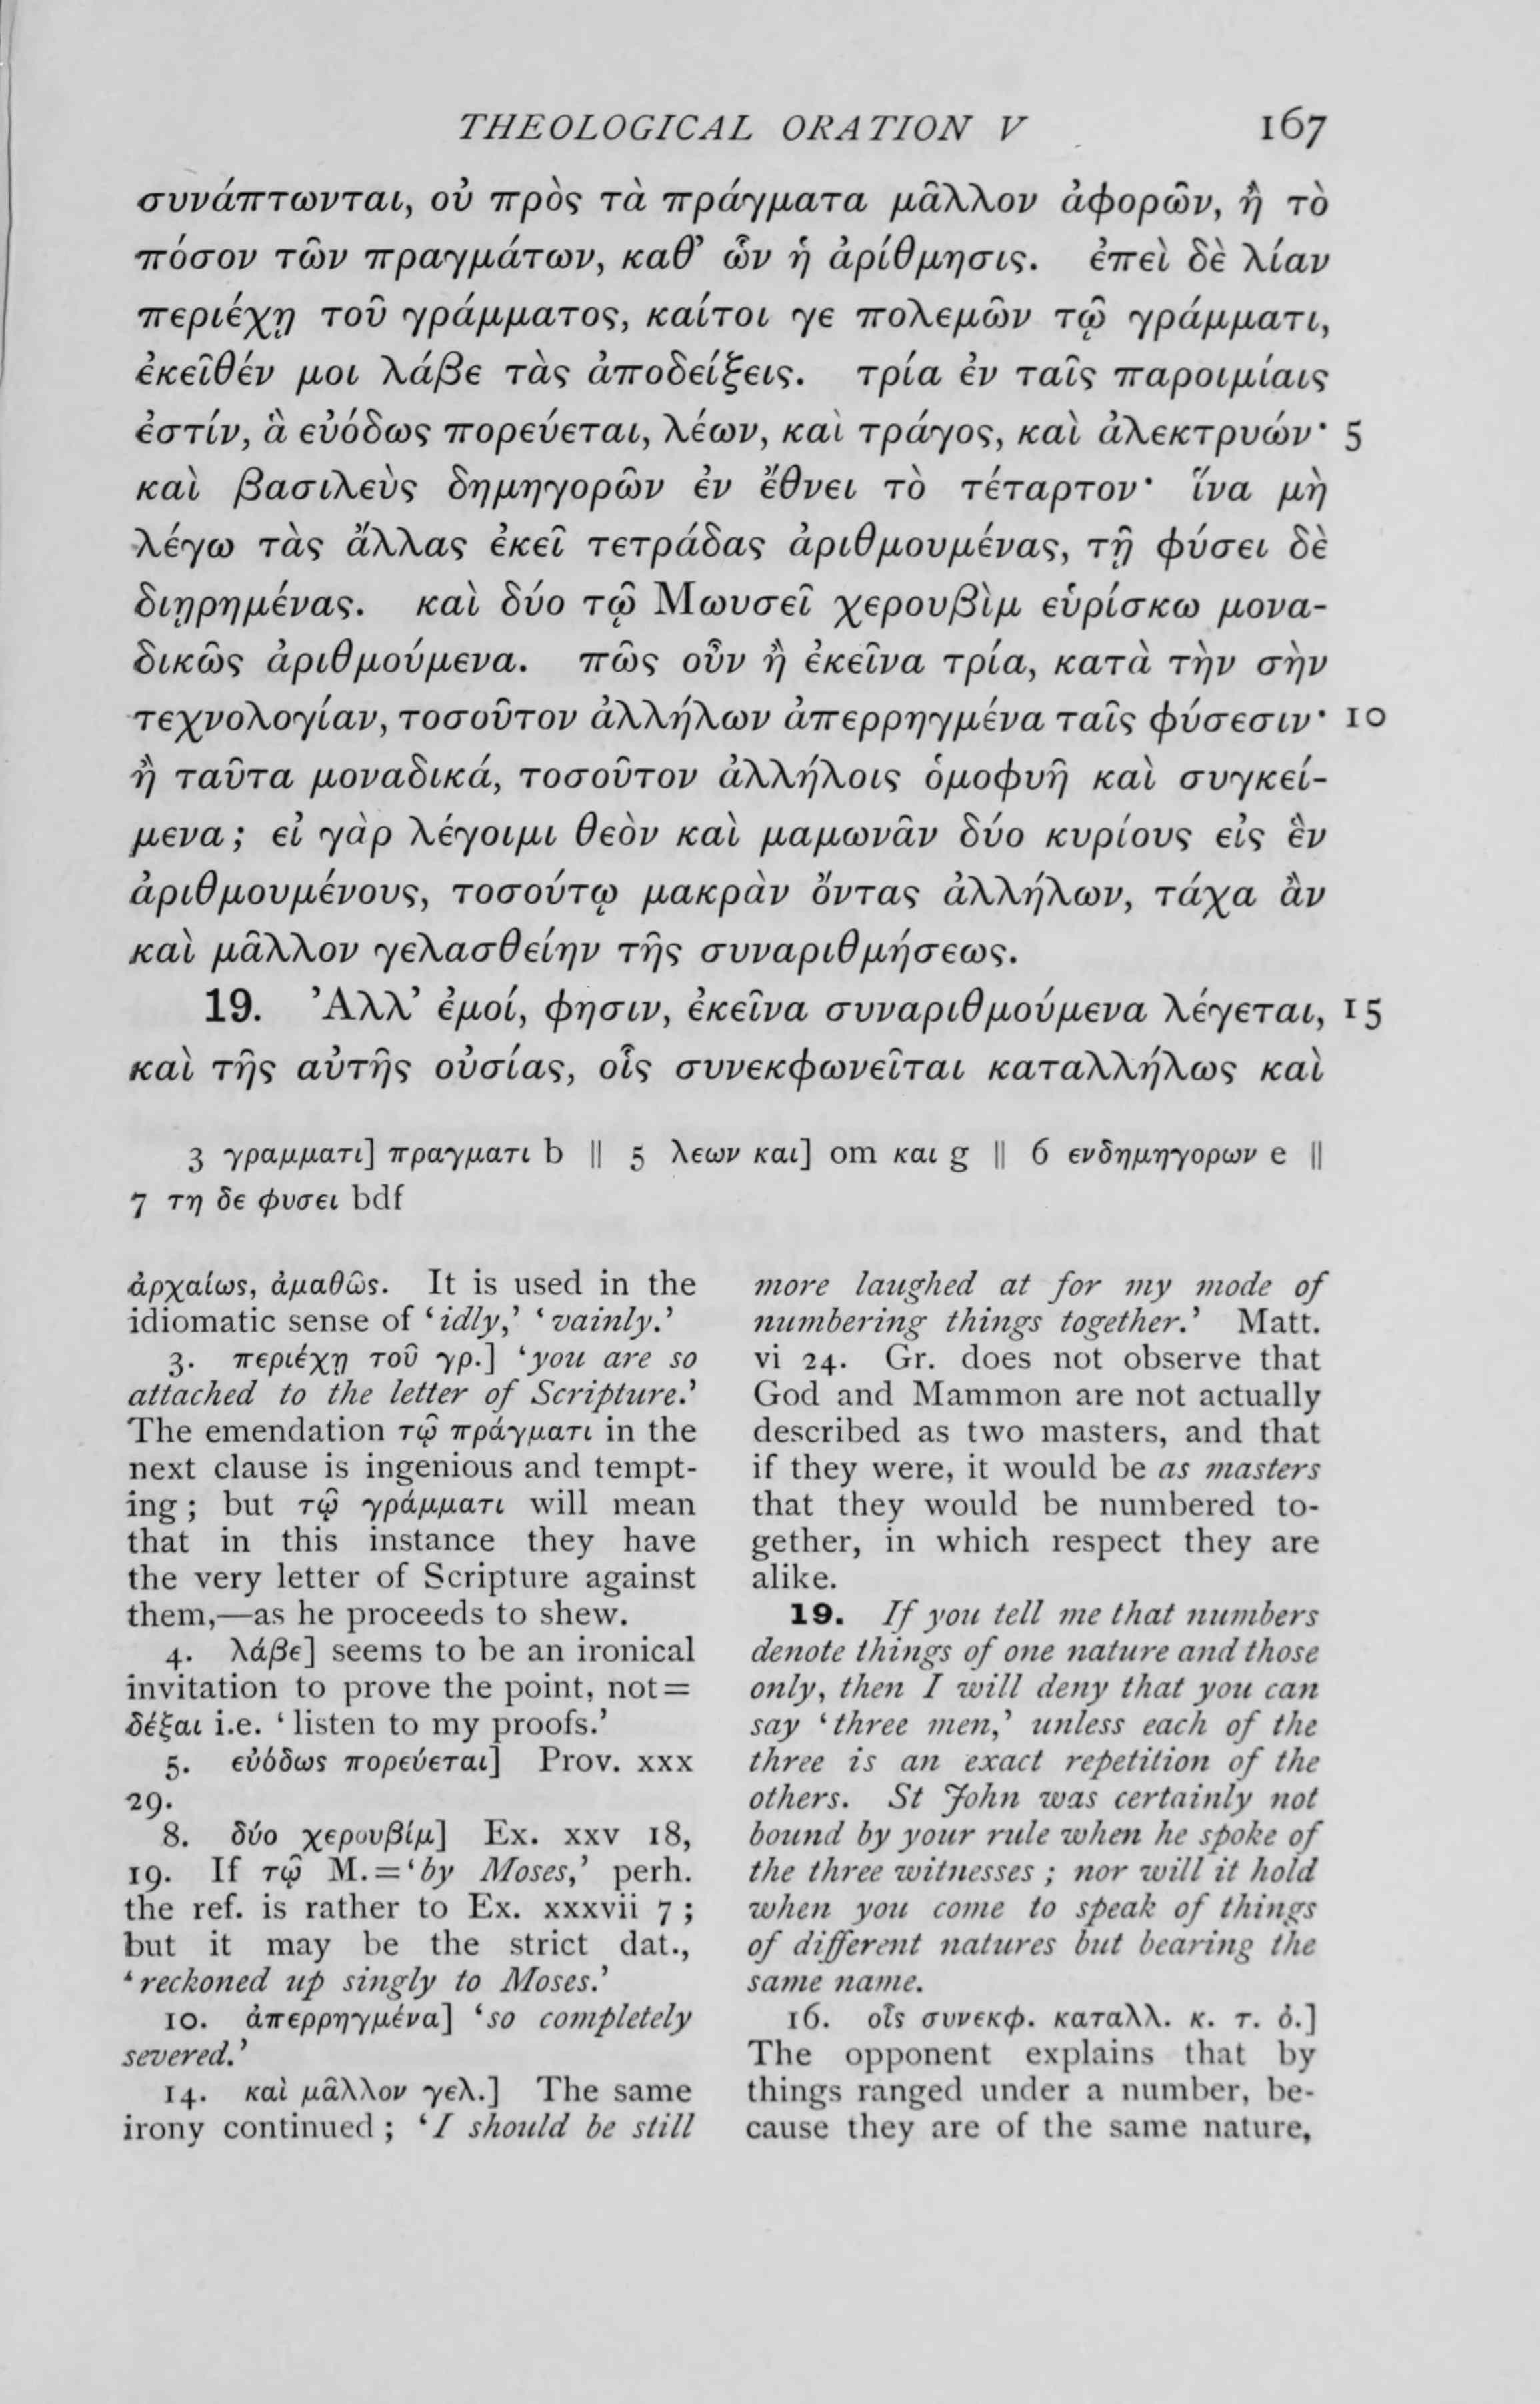 THEOLOGICAL ORATION V 167
συνάπτωνται, οὐ πρὸς τὰ πράγματα μᾶλλον ἀφορῶν, ἢ τὸ
πόσον τῶν πραγμάτων, καθ’ ὧν ἡ ἀρίθμησις. ἐπεὶ δὲ λίαν
περιέχῃ τοῦ γράμματος, καίτοι γε πολεμῶν τῷ γράμματι,
ἐκεῖθέν μοι λάβε τὰς ἀποδείξεις. τρία ἐν ταῖς παροιμίαις
ἐστίν, ἃ εὐόδως πορεύεται, λέων, καὶ τράγος, καὶ ἀλεκτρυών· 5
καὶ βασιλεὺς δημηγορῶν ἐν ἔθνει τὸ τέταρτον· ἵνα μὴ
λέγω τὰς ἄλλας ἐκεῖ τετράδας ἀριθμουμένας, τῇ φύσει δὲ
διῃρημένας. καὶ δύο τῷ Μωυσεῖ χερουβὶμ εὑρίσκω μονα-
δικῶς ἀριθμούμενα. πῶς οὖν ἢ ἐκεῖνα τρία, κατὰ τὴν σὴν
τεχνολογίαν, τοσοῦτον ἀλλήλων ἀπερρηγμένα ταῖς φύσεσιν· 10
ἢ ταῦτα μοναδικά, τοσοῦτον ἀλλήλοις ὁμοφυῆ καὶ συγκεί-
μενα; εἰ γὰρ λέγοιμι θεὸν καὶ μαμωνᾶν δύο κυρίους εἰς ἓν
ἀριθμουμένους, τοσούτῳ μακρὰν ὄντας ἀλλήλων, τάχα ἂν
καὶ μᾶλλον γελασθείην τῆς συναριθμήσεως.
19. Ἀλλ’ ἐμοί, φησιν, ἐκεῖνα συναριθμούμενα λέγεται, 15
καὶ τῆς αὐτῆς οὐσίας, οἷς συνεκφωνεῖται καταλλήλως καὶ
3 γραμματι] πραγματι b || 5 λεων και] om και g || 6 ενδημηγορων e ||
7 τη δε φυσει bdf
ἀρχαίως, ἀμαθῶς. It is used in the
idiomatic sense of ‘idly,’ ‘vainly.’
3. περιέχῃ τοῦ γρ.] ‘you are so
attached to the letter of Scripture.’
The emendation τῷ πράγματι in the
next clause is ingenious and tempt-
ing; but τῷ γράμματι will mean
that in this instance they have
the very letter of Scripture against
them,—as he proceeds to shew.
4. λάβε] seems to be an ironical
invitation to prove the point, not=
δέξαι i.e. ‘listen to my proofs.’
5. εὐόδως πορεύεται] Prov. xxx
29.
8. δύο χερουβίμ] Ex. xxv 18,
19. If τῷ M.=‘by Moses,’ perh.
the ref. is rather to Ex. xxxvii 7;
but it may be the strict dat.,
‘reckoned up singly to Moses.’
10. ἀπερρηγμένα] ‘so completely
severed.’
14. καὶ μᾶλλον γελ.] The same
irony continued; ‘I should be still
more laughed at for my mode of
numbering things together.’ Matt.
vi 24. Gr. does not observe that
God and Mammon are not actually
described as two masters, and that
if they were, it would be as masters
that they would be numbered to-
gether, in which respect they are
alike.
19. If you tell me that numbers
denote things of one nature and those
only, then I will deny that you can
say ‘three men,’ unless each of the
three is an exact repetition of the
others. St John was certainly not
bound by your rule when he spoke of
the three witnesses; nor will it hold
when you come to speak of things
of different natures but bearing the
same name.
16. οἷς συνεκφ. καταλλ. κ. τ. ὀ.]
The opponent explains that by
things ranged under a number, be-
cause they are of the same nature,